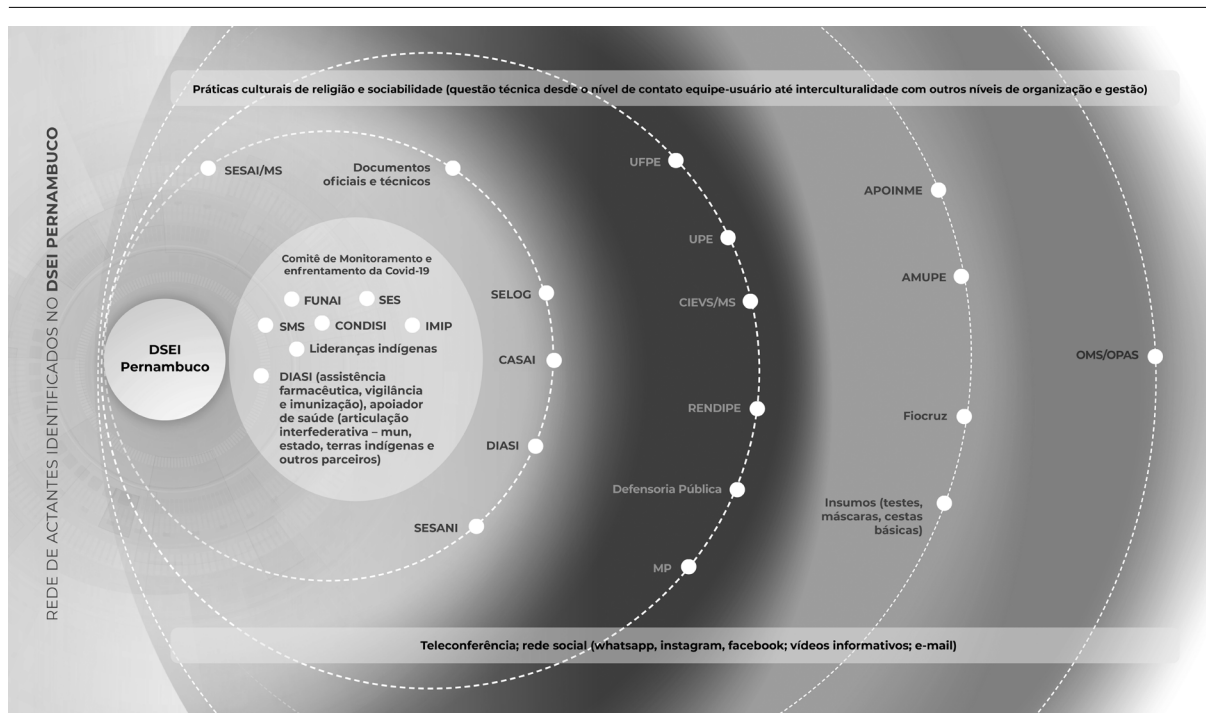 REDE DE ACTANTES IDENTIFICADOS NO DSEI PERNAMBUCO
Práticas culturais de religião e sociabilidade (questão técnica desde o nível de contato equipe-usuário até interculturalidade com outros níveis de organização e gestão)
SESAI/MS
Documentos
oficiais e técnicos
DSEI
Pernambuco
Comitê de Monitoramento e
enfrentamento da Covid-19
FUNAI
SES
SMS
CONDISI
IMIP
Lideranças indígenas
DIASI (assistência
farmacêutica, vigilância
e imunização), apoiador
de saúde (articulação
interfederativa – mun,
estado, terras indígenas e
outros parceiros)
SELOG
CASAI
DIASI
SESANI
UFPE
UPE
CIEVS/MS
RENDIPE
Defensoria Pública
MP
APOINME
AMUPE
Fiocruz
Insumos (testes,
máscaras, cestas
básicas)
OMS/OPAS
Teleconferência; rede social (whatsapp, instagram, facebook; vídeos informativos; e-mail)